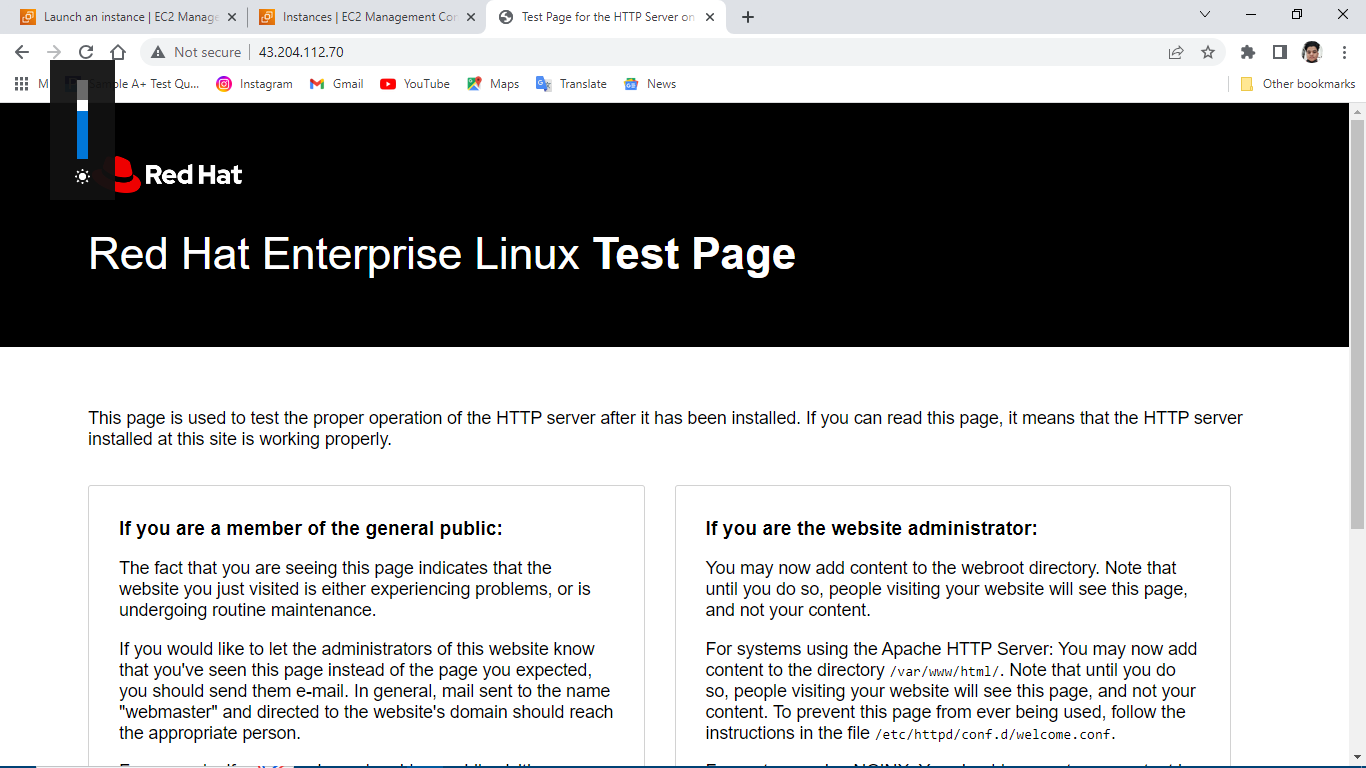 Launch an instance | EC2 Manage
Instances | EC2 Management Con
Test Page for the HTTP Server on
Not secure
43.204.112.70
M
ple A+ Test Qu...
Instagram
Gmail
YouTube
Maps
Translate
News
Other bookmarks
Red Hat
Red Hat Enterprise Linux Test Page
This page is used to test the proper operation of the HTTP server after it has been installed. If you can read this page, it means that the HTTP server
installed at this site is working properly.
If you are a member of the general public:
The fact that you are seeing this page indicates that the
website you just visited is either experiencing problems, or is
undergoing routine maintenance.
If you would like to let the administrators of this website know
that you've seen this page instead of the page you expected,
you should send them e-mail. In general, mail sent to the name
"webmaster" and directed to the website's domain should reach
the appropriate person.
If you are the website administrator:
You may now add content to the webroot directory. Note that
until you do so, people visiting your website will see this page,
and not your content.
For systems using the Apache HTTP Server: You may now add
content to the directory /var/www/html/. Note that until you do
so, people visiting your website will see this page, and not your
content. To prevent this page from ever being used, follow the
instructions in the file /etc/httpd/conf.d/welcome.conf.